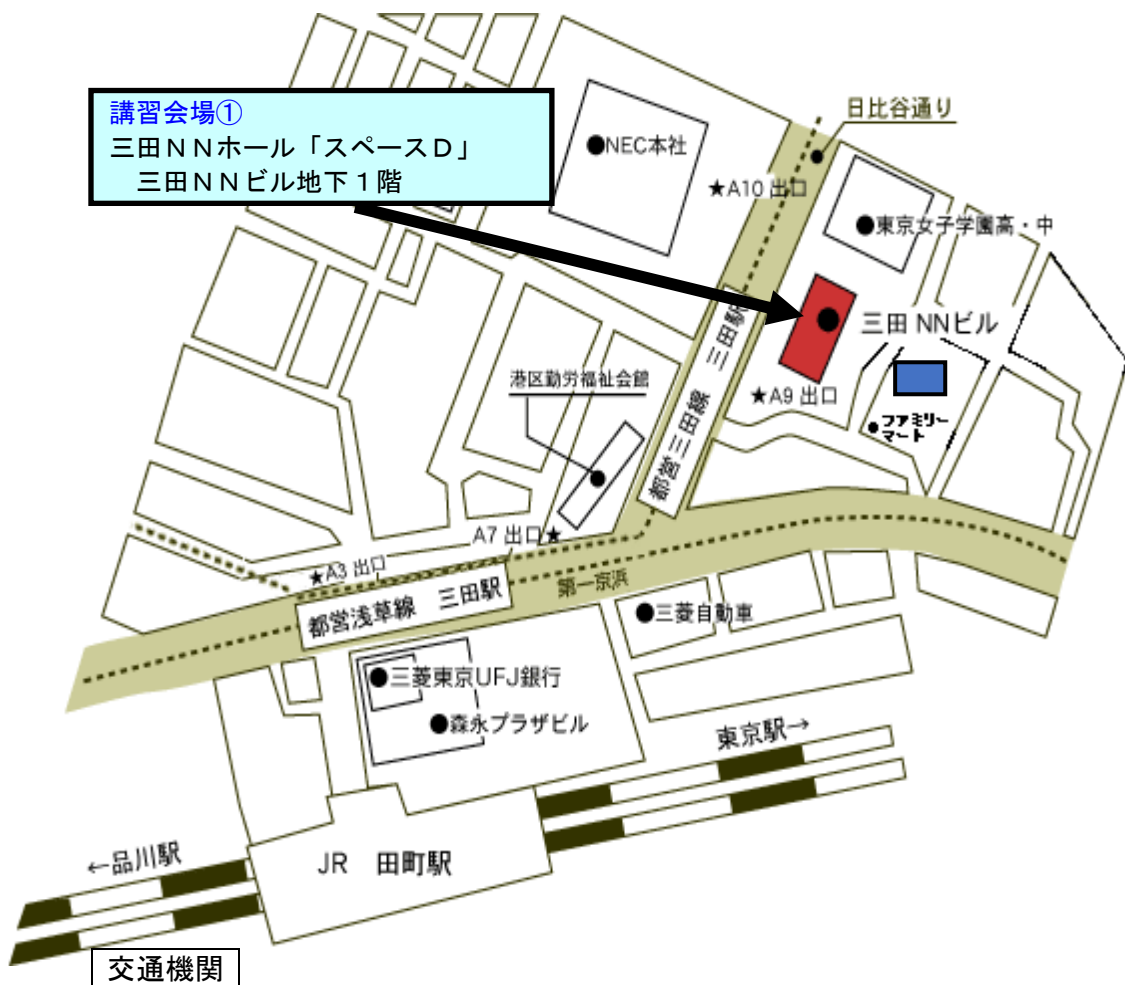 講習会場①
三田NNホール「スペースD」
三田NNビル地下1階
●NEC本社
日比谷通り
★A10 出口
●東京女子学園高・中
三田 NNビル
都営三田線 三田駅
港区勤労福祉会館
★A9 出口
●ファミリー
マート
A7 出口★
★A3 出口
都営浅草線 三田駅
第一京浜
●三菱自動車
●三菱東京UFJ銀行
●森永プラザビル
東京駅→
←品川駅
JR 田町駅
交通機関